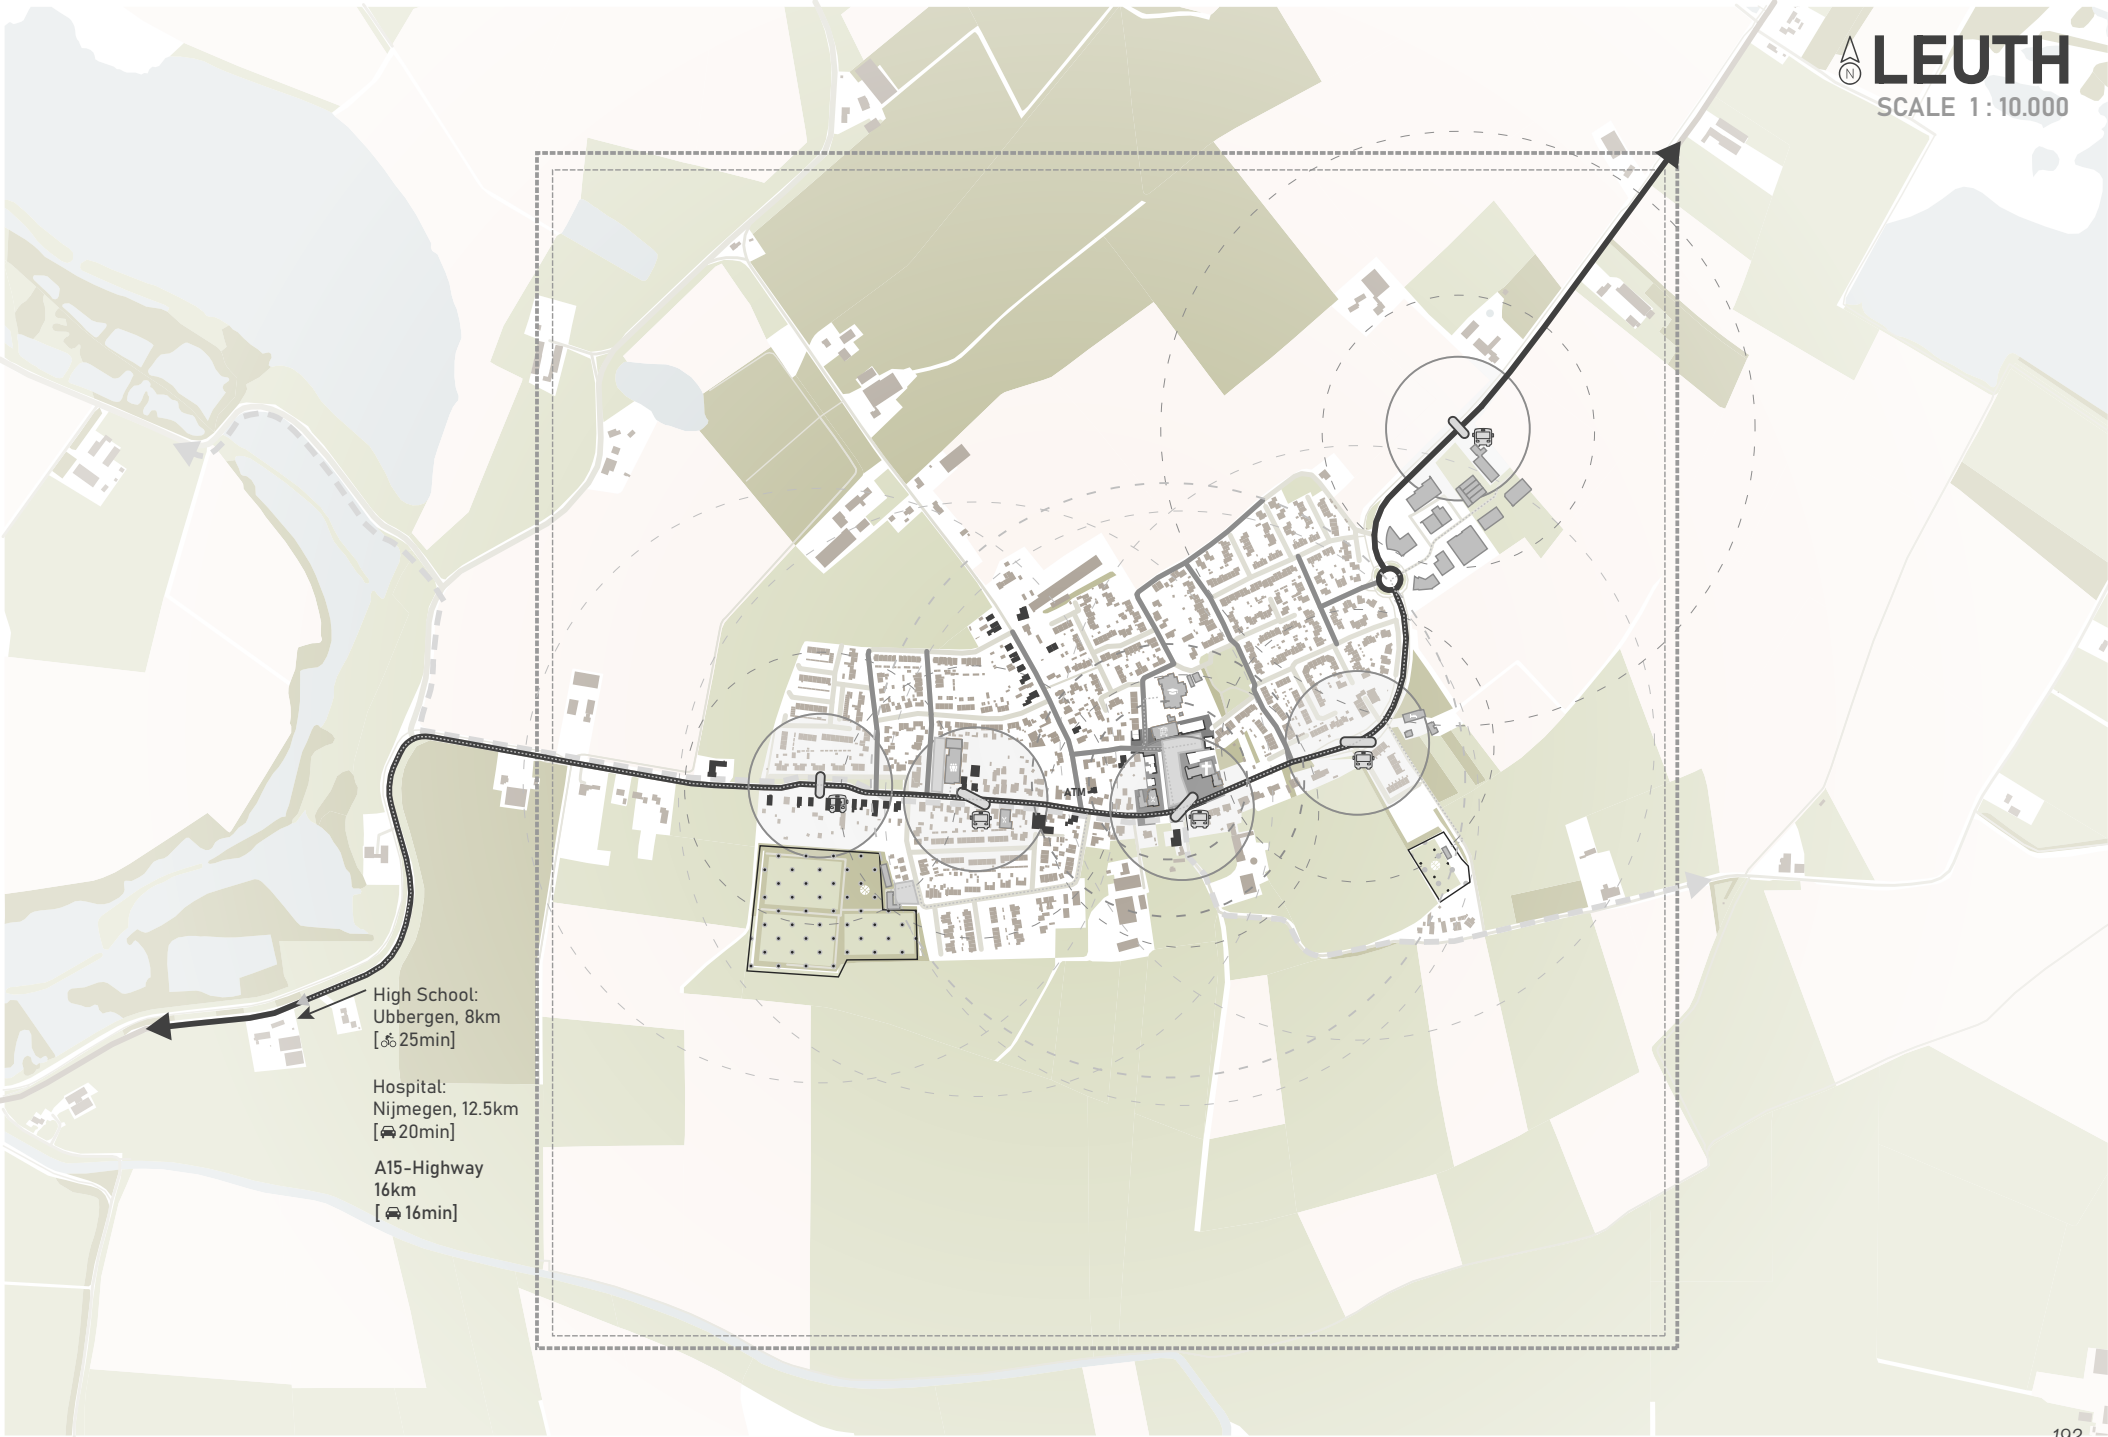 N
LEUTH
SCALE 1 : 10.000
ATM
High School:
Ubbergen, 8km
[25min]
Hospital:
Nijmegen, 12.5km
[20min]
A15-Highway
16km
[ 16min]
192